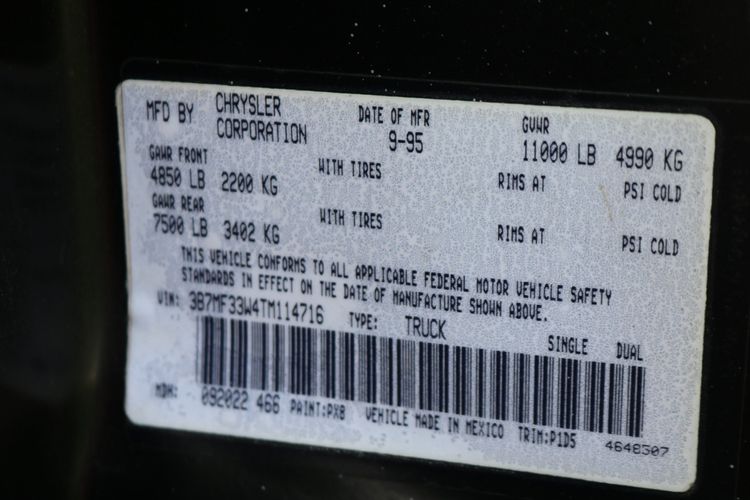 MFD BY CHRYSLER CORPORATION DATE OF MFR 9-95 GVWR 11000 LB 4990 KG
GAWR FRONT
4850 LB 2200 KG WITH TIRES RIMS AT PSI COLD
GAWR REAR
7500 LB 3402 KG WITH TIRES RIMS AT PSI COLD
THIS VEHICLE CONFORMS TO ALL APPLICABLE FEDERAL MOTOR VEHICLE SAFETY
STANDARDS IN EFFECT ON THE DATE OF MANUFACTURE SHOWN ABOVE.
VIN: 3B7MF33W4TM114716 TYPE: TRUCK SINGLE DUAL
MDH: 092022 466 PAINT:PX8 VEHICLE MADE IN MEXICO TRIM:P1D5 4648507